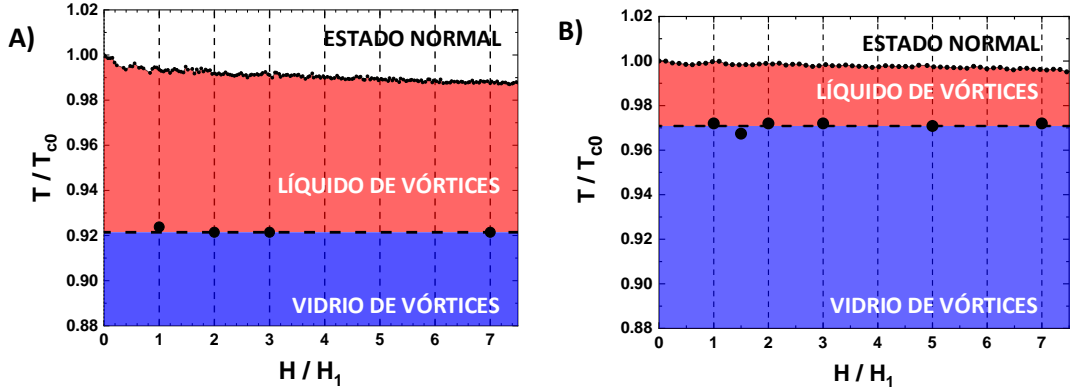 A)
1.02
1.00
0.98
0.96
0.94
0.92
0.90
0.88
T / Tc0
ESTADO NORMAL
LÍQUIDO DE VÓRTICES
VIDRIO DE VÓRTICES
0 1 2 3 4 5 6 7
H / H1
B)
1.02
1.00
0.98
0.96
0.94
0.92
0.90
0.88
T / Tc0
ESTADO NORMAL
LÍQUIDO DE VÓRTICES
VIDRIO DE VÓRTICES
0 1 2 3 4 5 6 7
H / H1